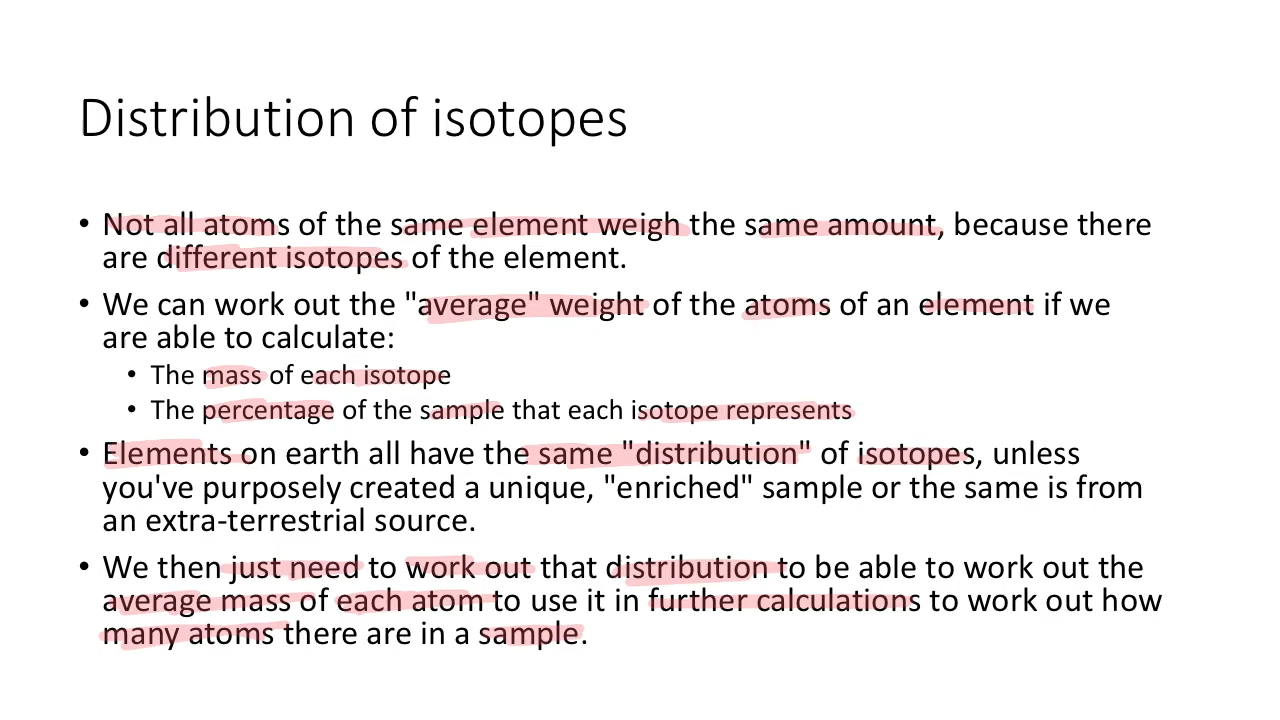 Distribution of isotopes
• Not all atoms of the same element weigh the same amount, because there
are different isotopes of the element.
• We can work out the "average" weight of the atoms of an element if we
are able to calculate:
• The mass of each isotope
• The percentage of the sample that each isotope represents
• Elements on earth all have the same "distribution" of isotopes, unless
you've purposely created a unique, "enriched" sample or the same is from
an extra-terrestrial source.
• We then just need to work out that distribution to be able to work out the
average mass of each atom to use it in further calculations to work out how
many atoms there are in a sample.